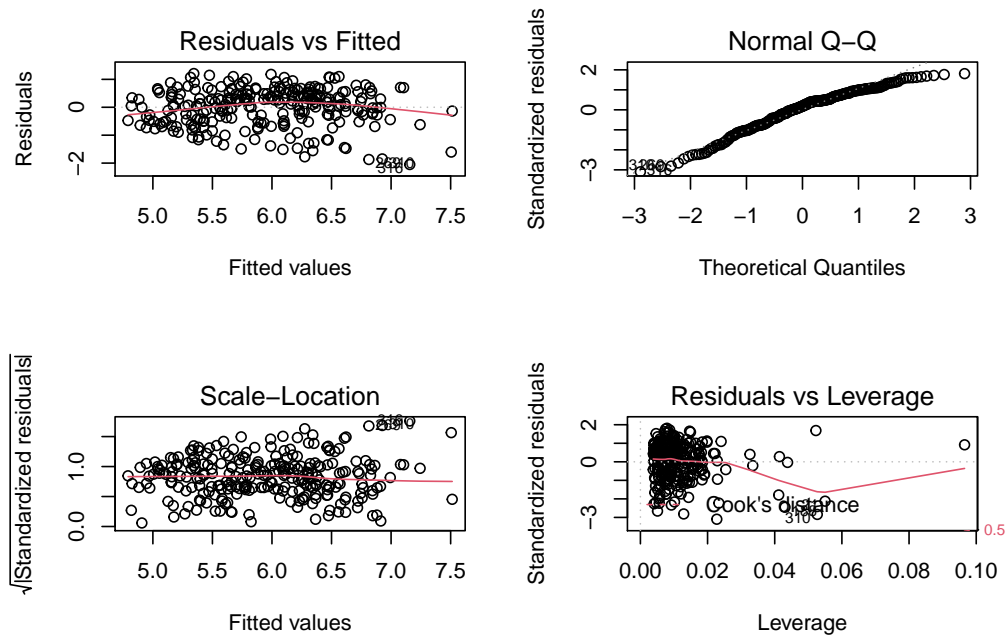 Residuals vs Fitted
Residuals
0
−2
5.0 5.5 6.0 6.5 7.0 7.5
Fitted values
316
Normal Q−Q
Standardized residuals
2
0
−3
310
−3 −2 −1 0 1 2 3
Theoretical Quantiles
Scale−Location
√|Standardized residuals|
1.0
0.0
5.0 5.5 6.0 6.5 7.0 7.5
Fitted values
Residuals vs Leverage
Standardized residuals
2
0
−3
Cook's distance
310
0.5
0.00 0.02 0.04 0.06 0.08 0.10
Leverage